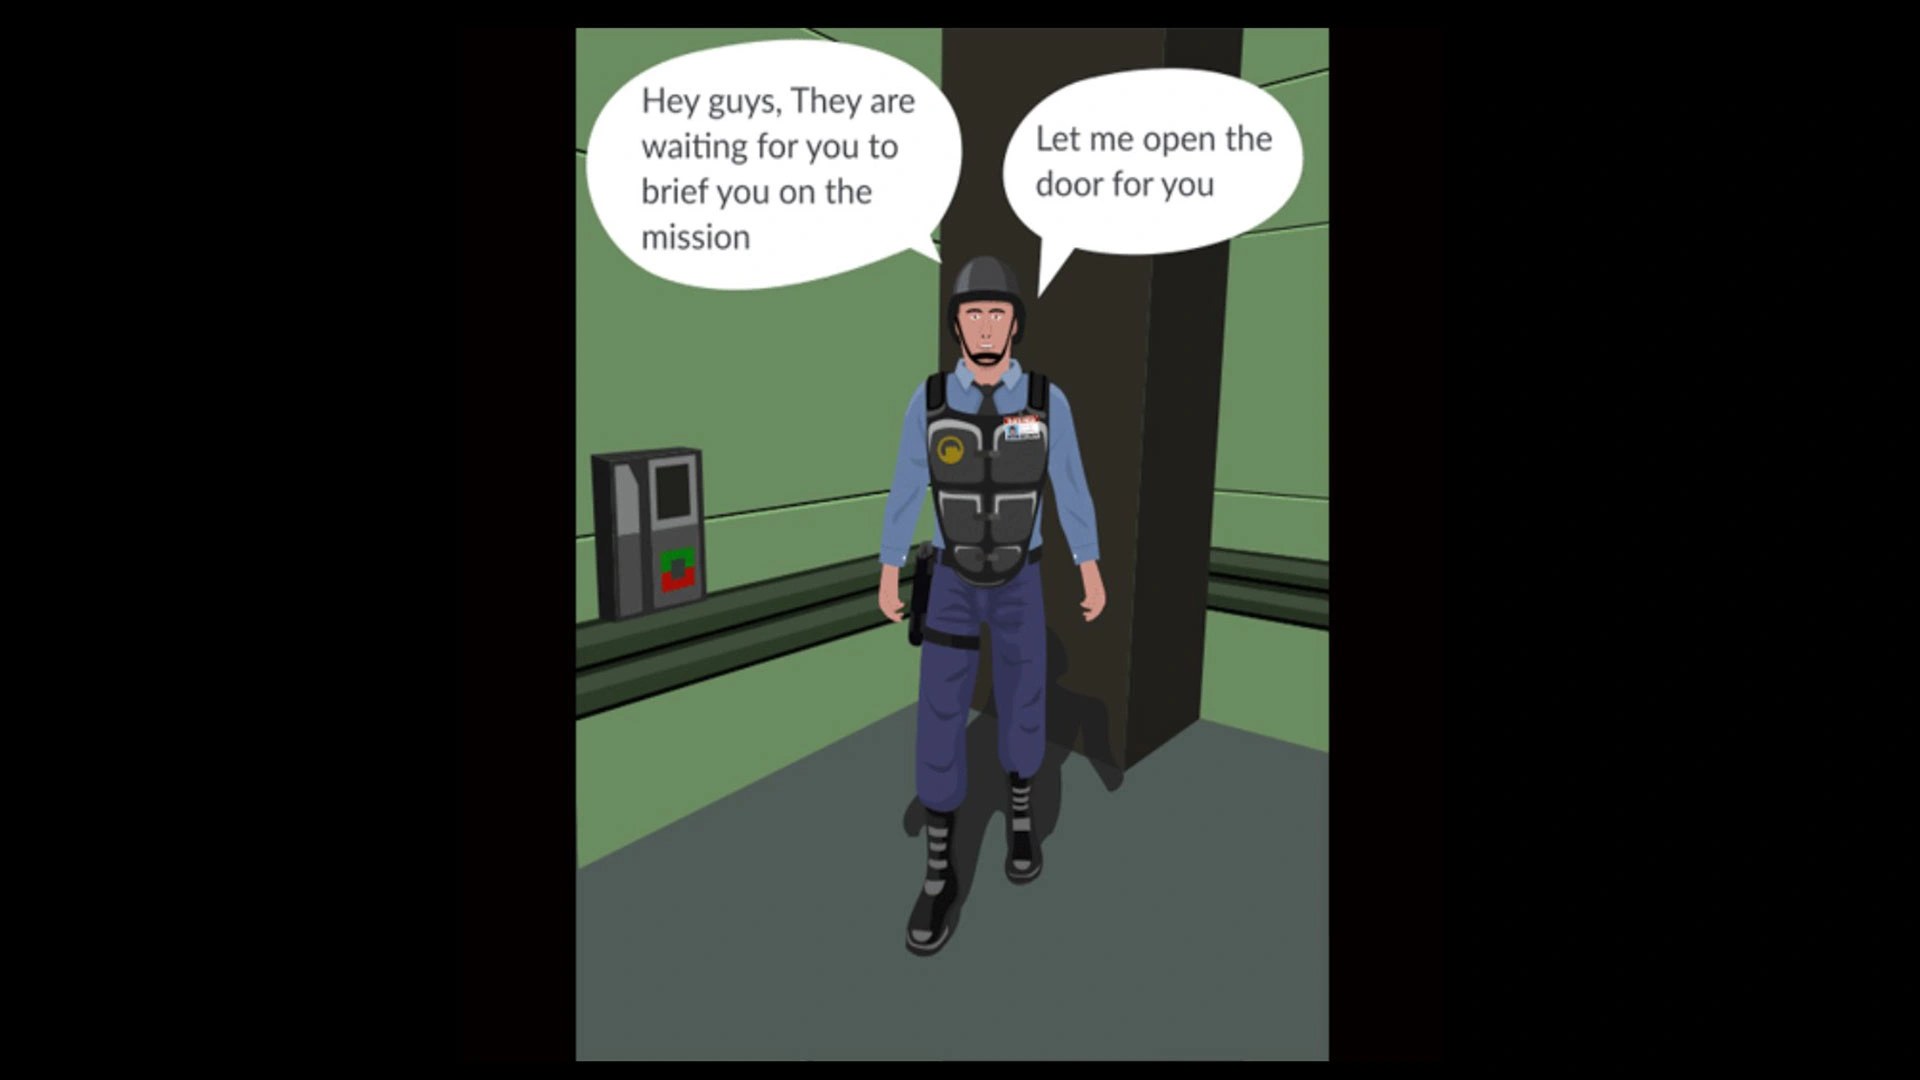 Hey guys, They are
waiting for you to
brief you on the
mission
Let me open the
door for you